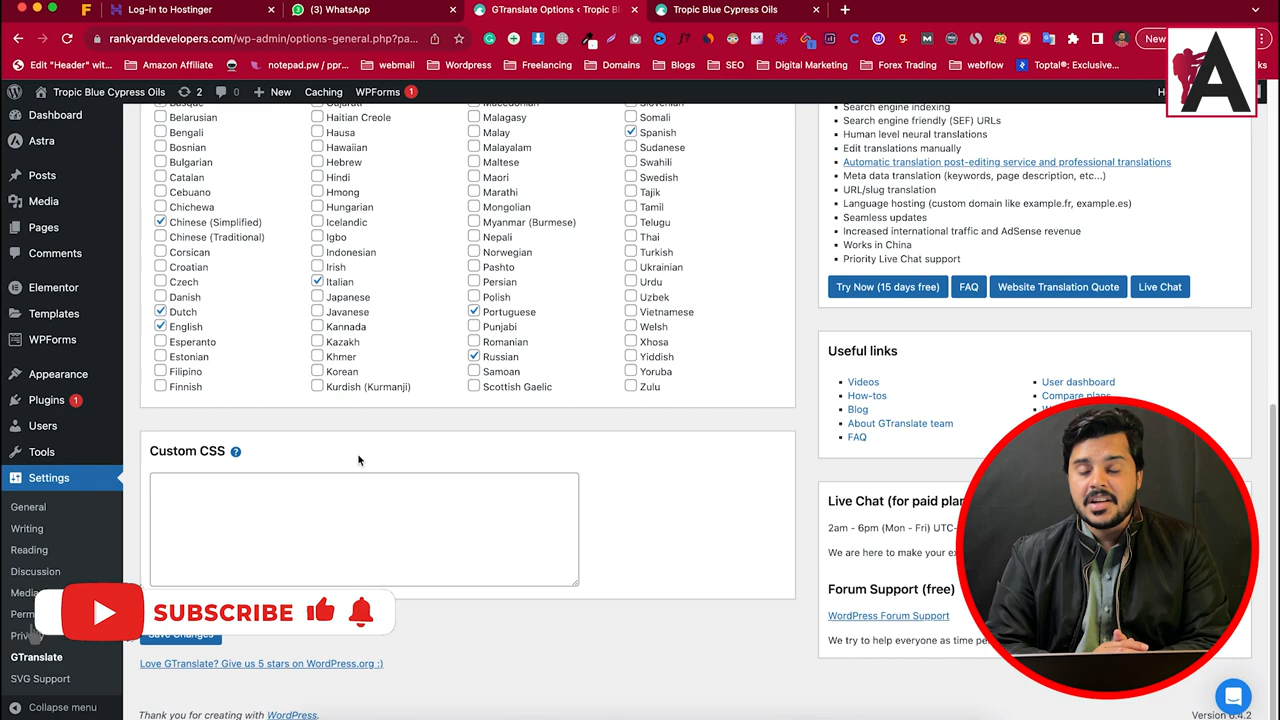 Log-in to Hostinger
(3) WhatsApp
GTranslate Options ‹ Tropic Bl
Tropic Blue Cypress Oils
rankyarddevelopers.com/wp-admin/options-general.php?pa...
New
Edit "Header" wit...
Amazon Affiliate
notepad.pw / ppr...
webmail
Wordpress
Freelancing
Domains
Blogs
SEO
Digital Marketing
Forex Trading
webflow
Toptal®: Exclusive...
A
Tropic Blue Cypress Oils
2
0
New
Caching
WPForms 1
Dashboard
Astra
Posts
Media
Pages
Comments
Elementor
Templates
WPForms
Appearance
Plugins 1
Users
Tools
Settings
General
Writing
Reading
Discussion
Media
GTranslate
SVG Support
Collapse menu
Basque
Belarusian
Bengali
Bosnian
Bulgarian
Catalan
Cebuano
Chichewa
Chinese (Simplified)
Chinese (Traditional)
Corsican
Croatian
Czech
Danish
Dutch
English
Esperanto
Estonian
Filipino
Finnish
Gujarati
Haitian Creole
Hausa
Hawaiian
Hebrew
Hindi
Hmong
Hungarian
Icelandic
Igbo
Indonesian
Irish
Italian
Japanese
Javanese
Kannada
Kazakh
Khmer
Korean
Kurdish (Kurmanji)
Macedonian
Malagasy
Malay
Malayalam
Maltese
Maori
Marathi
Mongolian
Myanmar (Burmese)
Nepali
Norwegian
Pashto
Persian
Polish
Portuguese
Punjabi
Romanian
Russian
Samoan
Scottish Gaelic
Slovenian
Somali
Spanish
Sudanese
Swahili
Swedish
Tajik
Tamil
Telugu
Thai
Turkish
Ukrainian
Urdu
Uzbek
Vietnamese
Welsh
Xhosa
Yiddish
Yoruba
Zulu
Custom CSS ?
SUBSCRIBE
Save Changes
Love GTranslate? Give us 5 stars on WordPress.org :)
Thank you for creating with WordPress.
Search engine indexing
Search engine friendly (SEF) URLs
Human level neural translations
Edit translations manually
Automatic translation post-editing service and professional translations
Meta data translation (keywords, page description, etc...)
URL/slug translation
Language hosting (custom domain like example.fr, example.es)
Seamless updates
Increased international traffic and AdSense revenue
Works in China
Priority Live Chat support
Try Now (15 days free)
FAQ
Website Translation Quote
Live Chat
Useful links
Videos
How-tos
Blog
About GTranslate team
FAQ
User dashboard
Compare plans
Live Chat (for paid plan
2am - 6pm (Mon - Fri) UTC-
We are here to make your ex
Forum Support (free)
WordPress Forum Support
We try to help everyone as time pe
Version 6.4.2